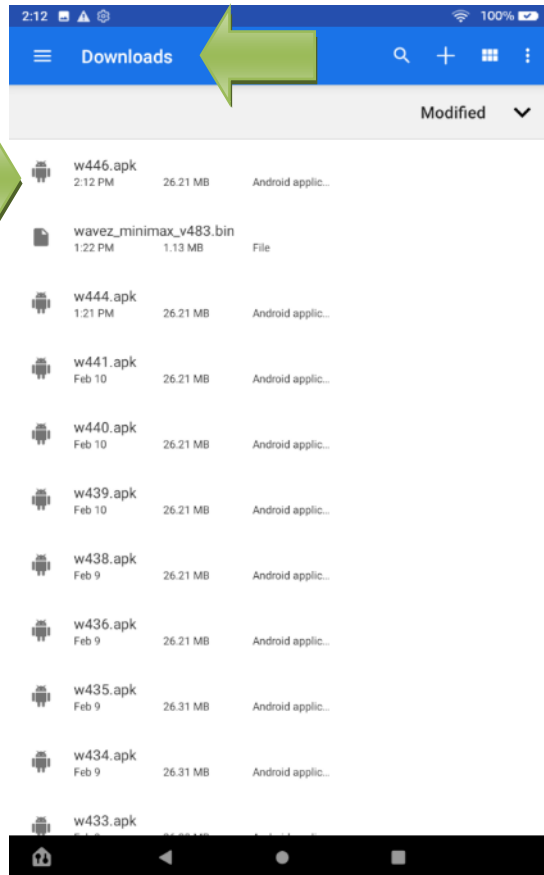 2:12 100%
Downloads
Modified
w446.apk
2:12 PM 26.21 MB Android applic...
wavez_minimax_v483.bin
1:22 PM 1.13 MB File
w444.apk
1:21 PM 26.21 MB Android applic...
w441.apk
Feb 10 26.21 MB Android applic...
w440.apk
Feb 10 26.21 MB Android applic...
w439.apk
Feb 10 26.21 MB Android applic...
w438.apk
Feb 9 26.21 MB Android applic...
w436.apk
Feb 9 26.21 MB Android applic...
w435.apk
Feb 9 26.31 MB Android applic...
w434.apk
Feb 9 26.31 MB Android applic...
w433.apk